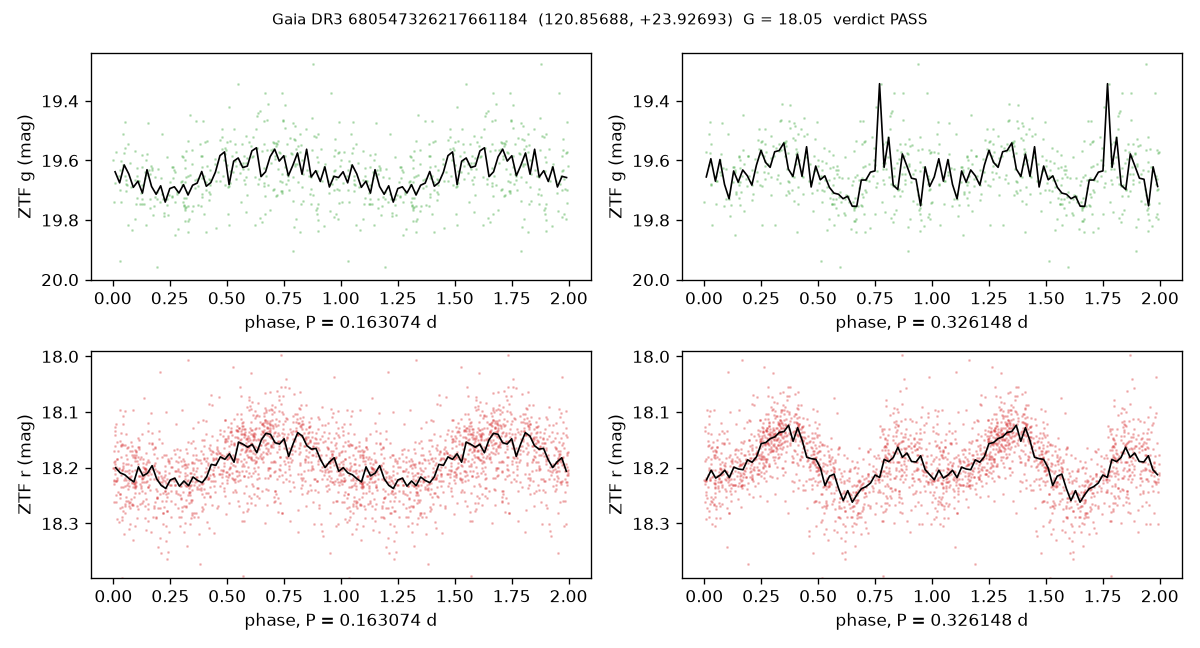 Gaia DR3 680547326217661184 (120.85688, +23.92693) G = 18.05 verdict PASS
ZTF g (mag)
19.4
19.6
19.8
20.0
0.00 0.25 0.50 0.75 1.00 1.25 1.50 1.75 2.00
phase, P = 0.163074 d
ZTF g (mag)
19.4
19.6
19.8
20.0
0.00 0.25 0.50 0.75 1.00 1.25 1.50 1.75 2.00
phase, P = 0.326148 d
ZTF r (mag)
18.0
18.1
18.2
18.3
0.00 0.25 0.50 0.75 1.00 1.25 1.50 1.75 2.00
phase, P = 0.163074 d
ZTF r (mag)
18.0
18.1
18.2
18.3
0.00 0.25 0.50 0.75 1.00 1.25 1.50 1.75 2.00
phase, P = 0.326148 d